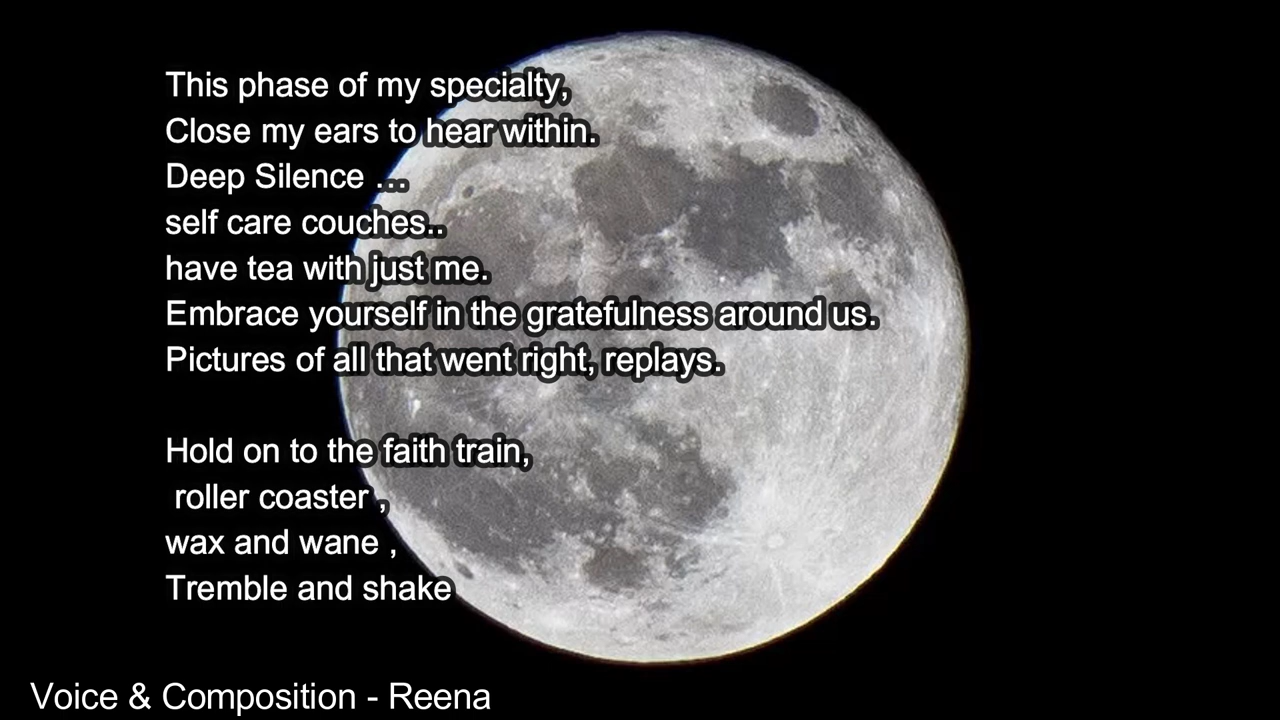 This phase of my specialty,
Close my ears to hear within.
Deep Silence ...
self care couches..
have tea with just me.
Embrace yourself in the gratefulness around us.
Pictures of all that went right, replays.
Hold on to the faith train,
roller coaster ,
wax and wane ,
Tremble and shake
Voice & Composition - Reena